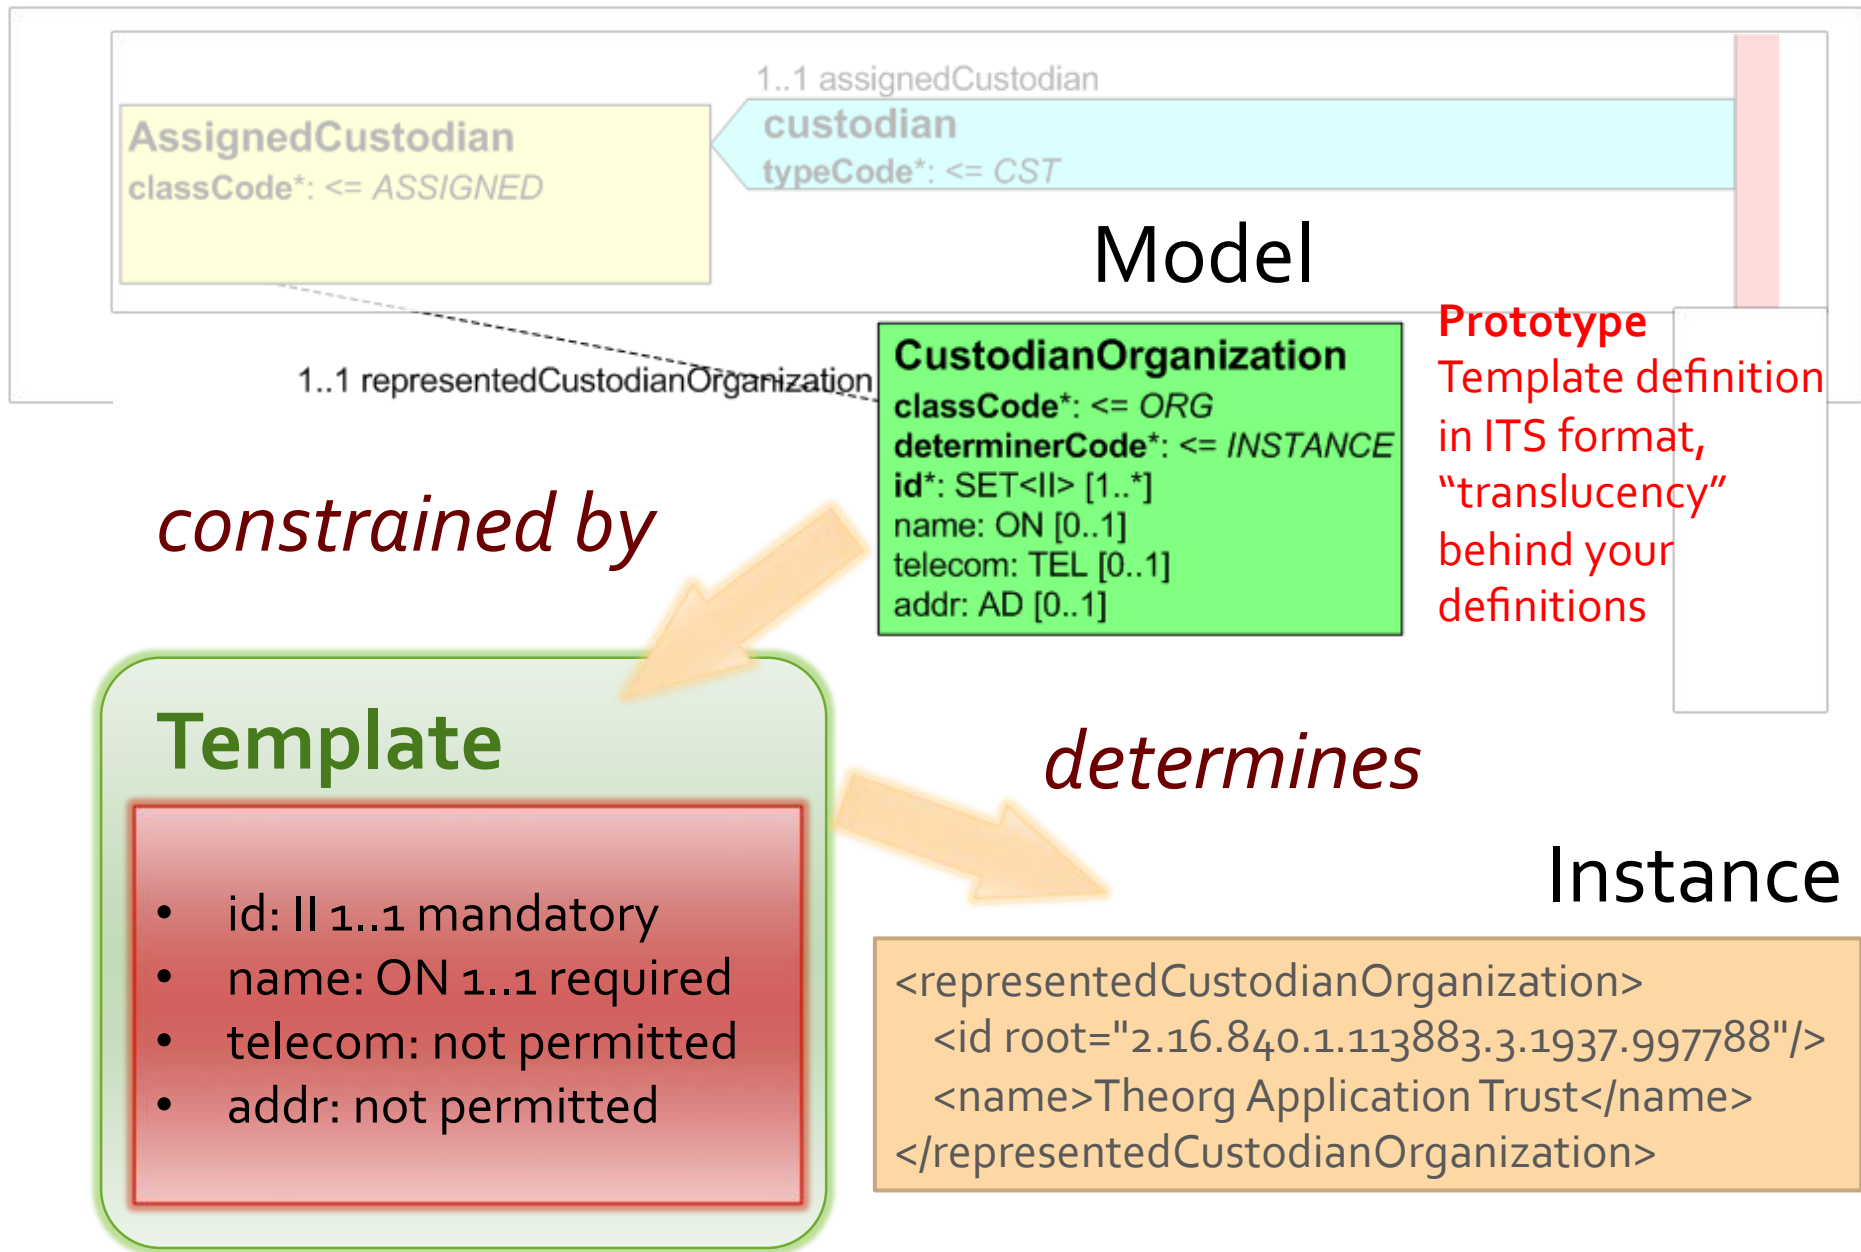 1..1 assignedCustodian
AssignedCustodian
classCode*: <= ASSIGNED
custodian
typeCode*: <= CST
Model
1..1 representedCustodianOrganization
CustodianOrganization
classCode*: <= ORG
determinerCode*: <= INSTANCE
id*: SET<II> [1..*]
name: ON [0..1]
telecom: TEL [0..1]
addr: AD [0..1]
Prototype
Template definition
in ITS format,
“translucency”
behind your
definitions
constrained by
Template
• id: II 1..1 mandatory
• name: ON 1..1 required
• telecom: not permitted
• addr: not permitted
determines
Instance
<representedCustodianOrganization>
<id root="2.16.840.1.113883.3.1937.997788"/>
<name>Theorg Application Trust</name>
</representedCustodianOrganization>